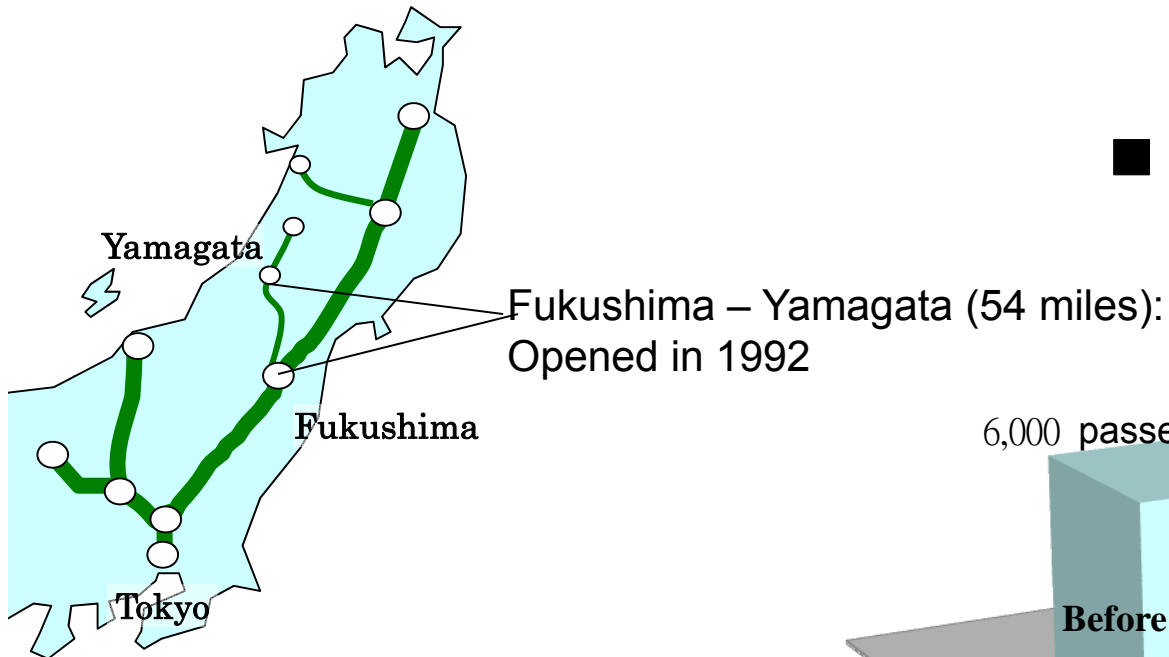 Yamagata
Fukushima – Yamagata (54 miles):
Opened in 1992
Fukushima
6,000
Before
Tokyo